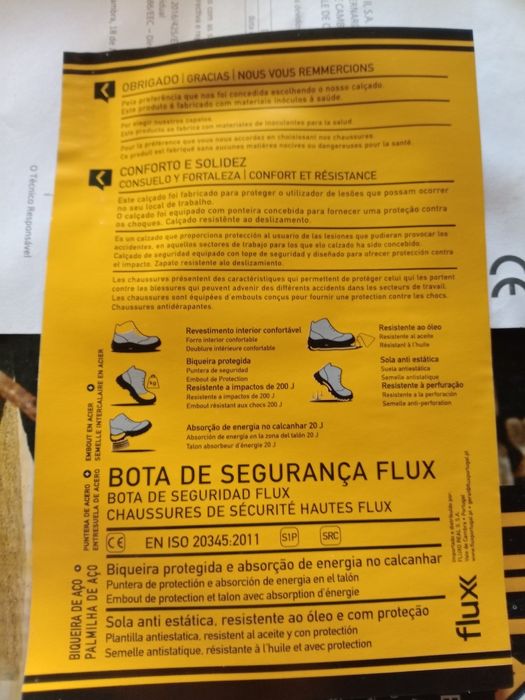 OBRIGADO | GRACIAS | NOUS VOUS REMMERCIONS
Pela preferência que nos foi concedida escolhendo o nosso calçado.
Este produto é fabricado com materiais inócuos à saúde.
Por elegir nuestros zapatos
Este producto se fabrica con materiales de inoculantes para la salud
Pour la préférence que vous nous accordez en choisissant nos chaussures.
Ce produit est fabriqué sans aucunes matières nocives ou dangereuses pour la santé.
CONFORTO E SOLIDEZ
CONSUELO Y FORTALEZA | CONFORT ET RÉSISTANCE
Este calçado foi fabricado para proteger o utilizador de lesões que possam ocorrer
no seu local de trabalho.
O calçado foi equipado com ponteira concebida para fornecer uma proteção contra
os choques. Calçado resistente ao deslizamento.
Es un calzado que proporciona protección al usuario de las lesiones que pudieran provocar los
accidentes, en aquellos sectores de trabajo para los que elo calzado ha sido concebido.
Calçado de seguridad equipado con tope de seguridad y diseñado para afrecer protección contra
el impacto. Zapato resistente alo deslizamento.
Les chaussures présentent des caractéristiques qui permettent de protéger celui qui les portent
contre les blessures qui peuvent advenir des différents accidents dans les secteurs de travail.
Les chaussures sont équipées d'embouts conçus pour fournir une protection contre les chocs.
Chaussures antidérapantes.
Revestimento interior confortável
Forro interior confortable
Doublure intérieure confortable
Resistente ao óleo
Resistente al aceite
Résistant à l'huile
Biqueira protegida
Puntera de seguridad
Embout de Protection
Resistente a impactos de 200 J
Resistente a impactos de 200 J
Embout résistant aux chocs 200 J
KG
Sola anti estática
Suela antiestática
Semelle antistatique
Resistente à perfuração
Resistente a la perforación
Semelle anti-perforation
Absorção de energia no calcanhar 20 J
Absorción de energia en la zona del talón 20 J
Talon absorbeur d'énergie 20 J
BOTA DE SEGURANÇA FLUX
BOTA DE SEGURIDAD FLUX
CHAUSSURES DE SÉCURITÉ HAUTES FLUX
CE EN ISO 20345:2011 S1P SRC
Biqueira protegida e absorção de energia no calcanhar
Puntera de protección e absorción de energia en el talón
Embout de protection et talon avec absorption d'énergie
Sola anti estática, resistente ao óleo e com proteção
Plantilla antiestatica, resistent al aceite y con protección
Semelle antistatique, résistante à l'huile et avec protection
BIQUEIRA DE AÇO
PALMILHA DE AÇO
PUNTERA DE ACERO
ENTRESUELA DE ACERO
EMBOUT EN ACIER
SEMELLE INTERCALAIRE EN ACIER
flux
Importado e distribuído por:
O Técnico Responsável
CE